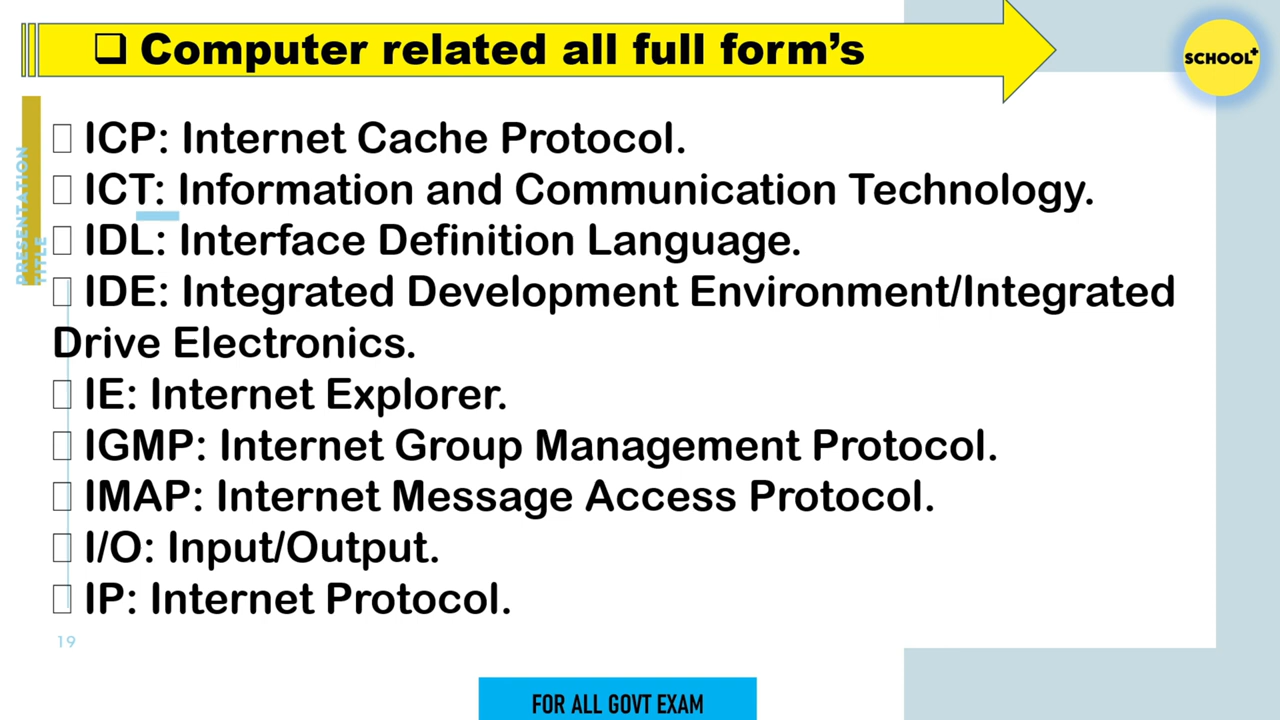 ❑ Computer related all full form’s
SCHOOL+
PRESENTATION
TITLE
ICP: Internet Cache Protocol.
ICT: Information and Communication Technology.
IDL: Interface Definition Language.
IDE: Integrated Development Environment/Integrated
Drive Electronics.
IE: Internet Explorer.
IGMP: Internet Group Management Protocol.
IMAP: Internet Message Access Protocol.
I/O: Input/Output.
IP: Internet Protocol.
19
FOR ALL GOVT EXAM